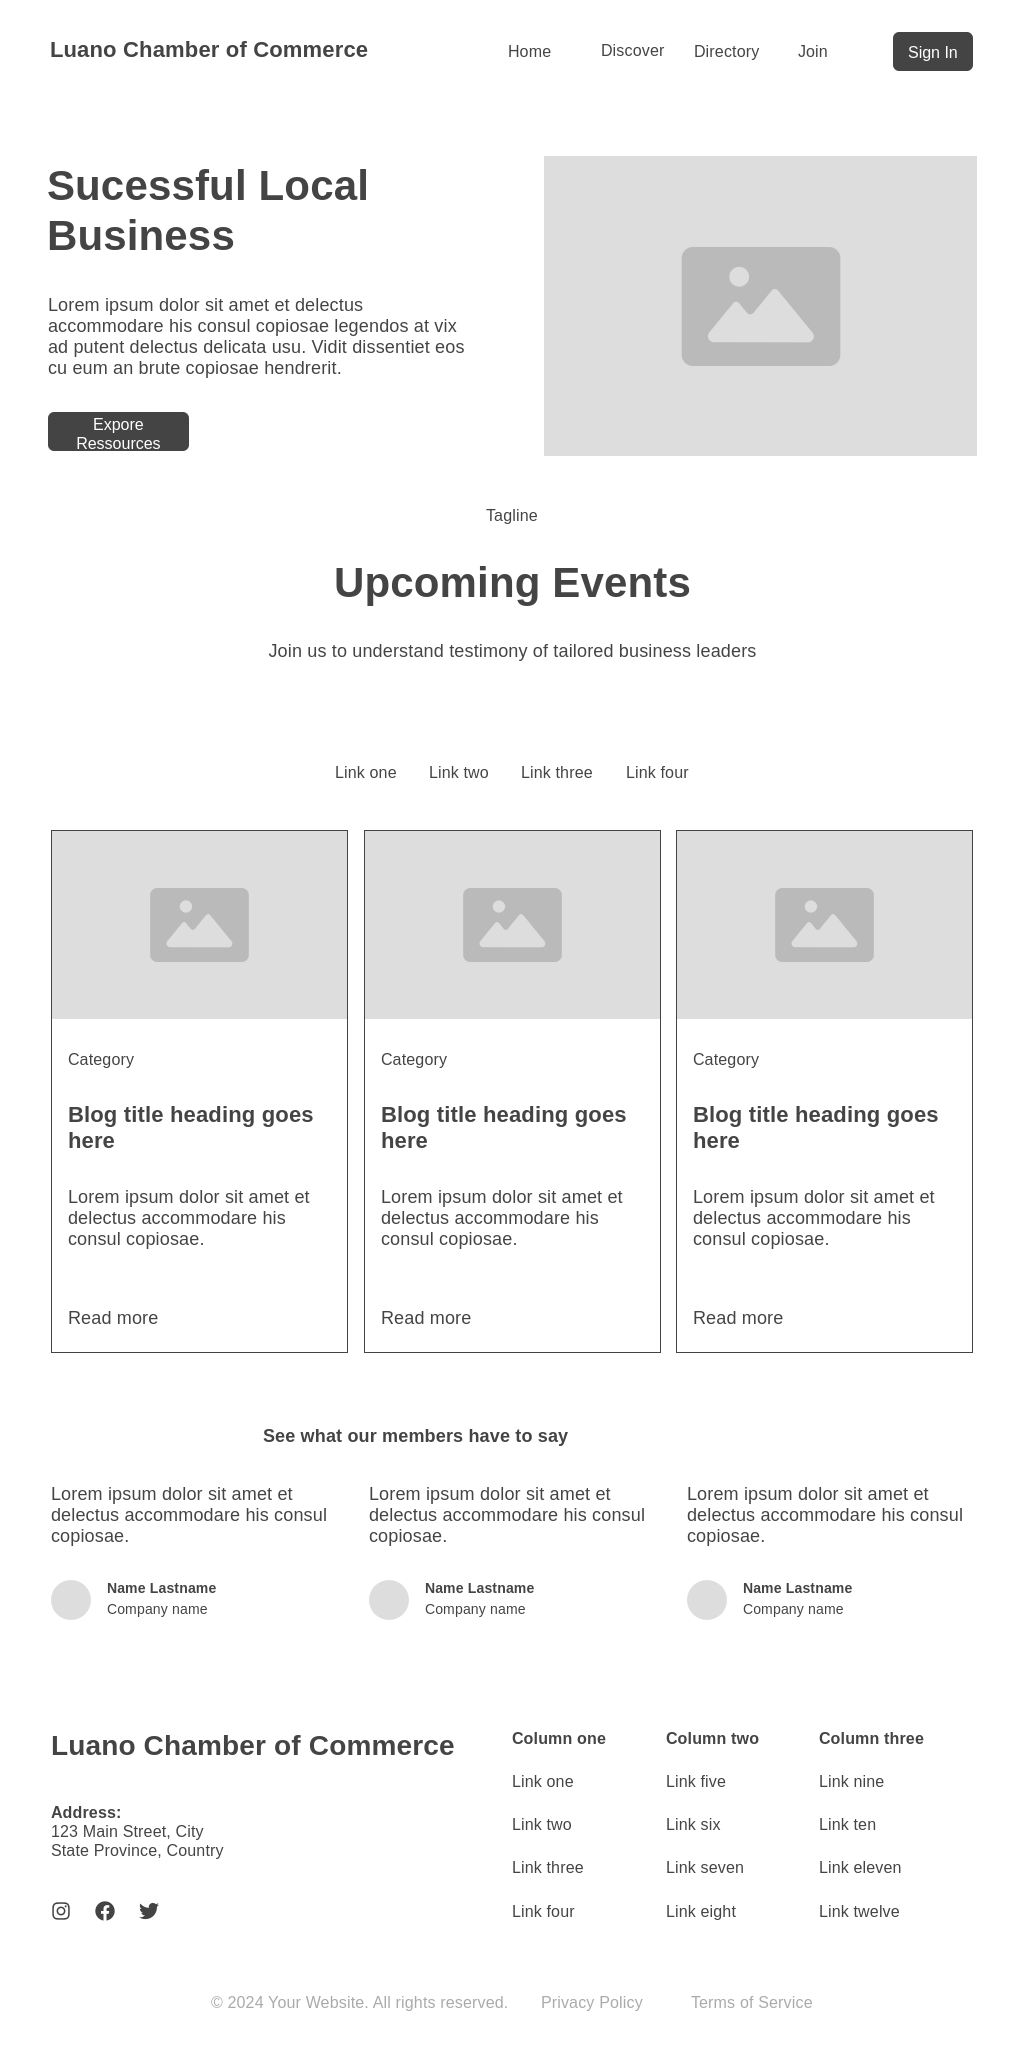 Luano Chamber of Commerce
Home
Discover
Directory
Join
Sign In
Sucessful Local
Business
Lorem ipsum dolor sit amet et delectus
accommodare his consul copiosae legendos at vix
ad putent delectus delicata usu. Vidit dissentiet eos
cu eum an brute copiosae hendrerit.
Expore
Ressources
Tagline
Upcoming Events
Join us to understand testimony of tailored business leaders
Link one
Link two
Link three
Link four
Category
Blog title heading goes
here
Lorem ipsum dolor sit amet et
delectus accommodare his
consul copiosae.
Read more
Category
Blog title heading goes
here
Lorem ipsum dolor sit amet et
delectus accommodare his
consul copiosae.
Read more
Category
Blog title heading goes
here
Lorem ipsum dolor sit amet et
delectus accommodare his
consul copiosae.
Read more
See what our members have to say
Lorem ipsum dolor sit amet et
delectus accommodare his consul
copiosae.
Name Lastname
Company name
Lorem ipsum dolor sit amet et
delectus accommodare his consul
copiosae.
Name Lastname
Company name
Lorem ipsum dolor sit amet et
delectus accommodare his consul
copiosae.
Name Lastname
Company name
Luano Chamber of Commerce
Address:
123 Main Street, City
State Province, Country
Column one
Link one
Link two
Link three
Link four
Column two
Link five
Link six
Link seven
Link eight
Column three
Link nine
Link ten
Link eleven
Link twelve
© 2024 Your Website. All rights reserved.
Privacy Policy
Terms of Service